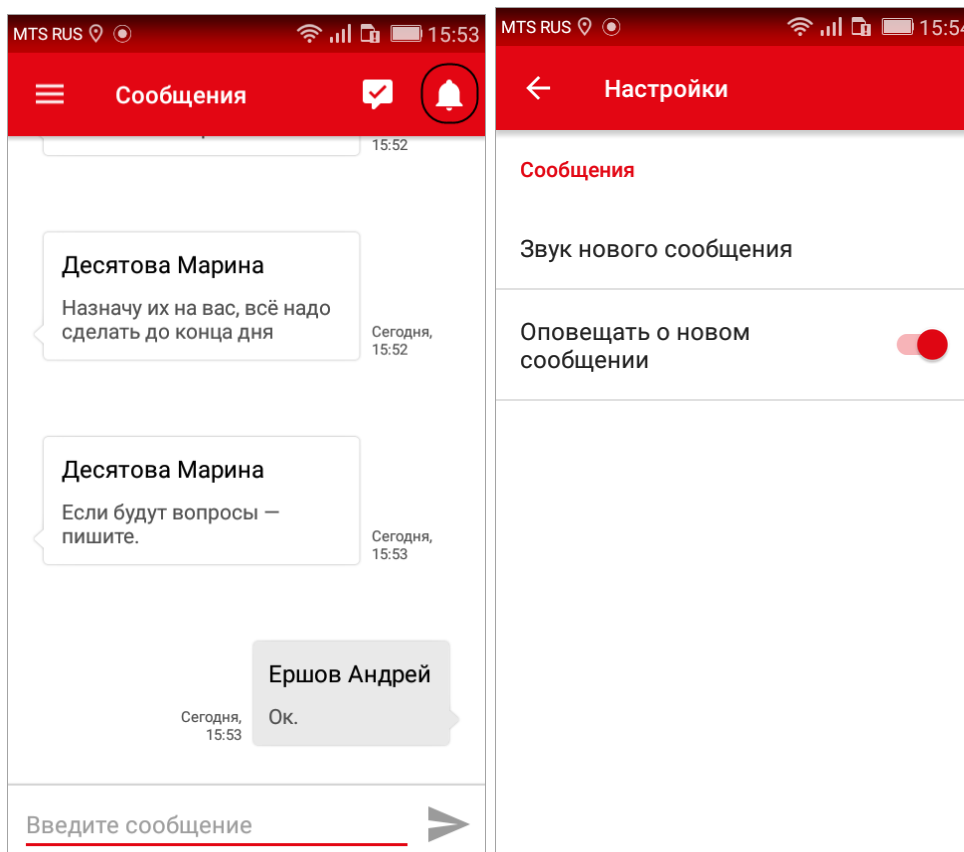 MTS RUS 15:53
Сообщения
15:52
Десятова Марина
Назначу их на вас, всё надо
сделать до конца дня
Сегодня,
15:52
Десятова Марина
Если будут вопросы —
пишите.
Сегодня,
15:53
Ершов Андрей
Ок.
Сегодня,
15:53
Введите сообщение
MTS RUS 15:54
Настройки
Сообщения
Звук нового сообщения
Оповещать о новом
сообщении